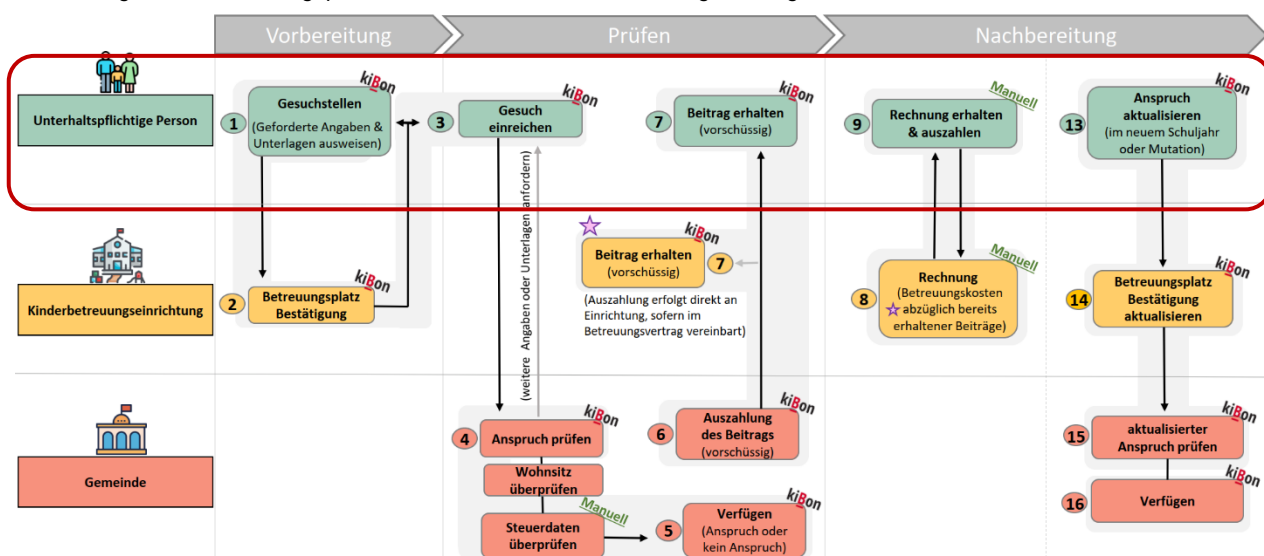 Vorbereitung
Prüfen
Nachbereitung
Unterhaltspflichtige Person
1
kiBon
Gesuchstellen
(Geforderte Angaben &
Unterlagen ausweisen)
3
kiBon
Gesuch
einreichen
7
kiBon
Beitrag erhalten
(vorschüssig)
9
Manuell
Rechnung erhalten
& auszahlen
13
kiBon
Anspruch
aktualisieren
(im neuem Schuljahr
oder Mutation)
(weitere Angaben oder Unterlagen anfordern)
Kinderbetreuungseinrichtung
2
kiBon
Betreuungsplatz
Bestätigung
kiBon
Beitrag erhalten
(vorschüssig)
7
(Auszahlung erfolgt direkt an
Einrichtung, sofern im
Betreuungsvertrag vereinbart)
8
Manuell
Rechnung
(Betreuungskosten
abzüglich bereits
erhaltener Beiträge)
14
kiBon
Betreuungsplatz
Bestätigung
aktualisieren
Gemeinde
4
kiBon
Anspruch prüfen
Wohnsitz
überprüfen
Manuell
Steuerdaten
überprüfen
6
kiBon
Auszahlung
des Beitrags
(vorschüssig)
5
kiBon
Verfügen
(Anspruch oder
kein Anspruch)
15
kiBon
aktualisierter
Anspruch prüfen
16
kiBon
Verfügen